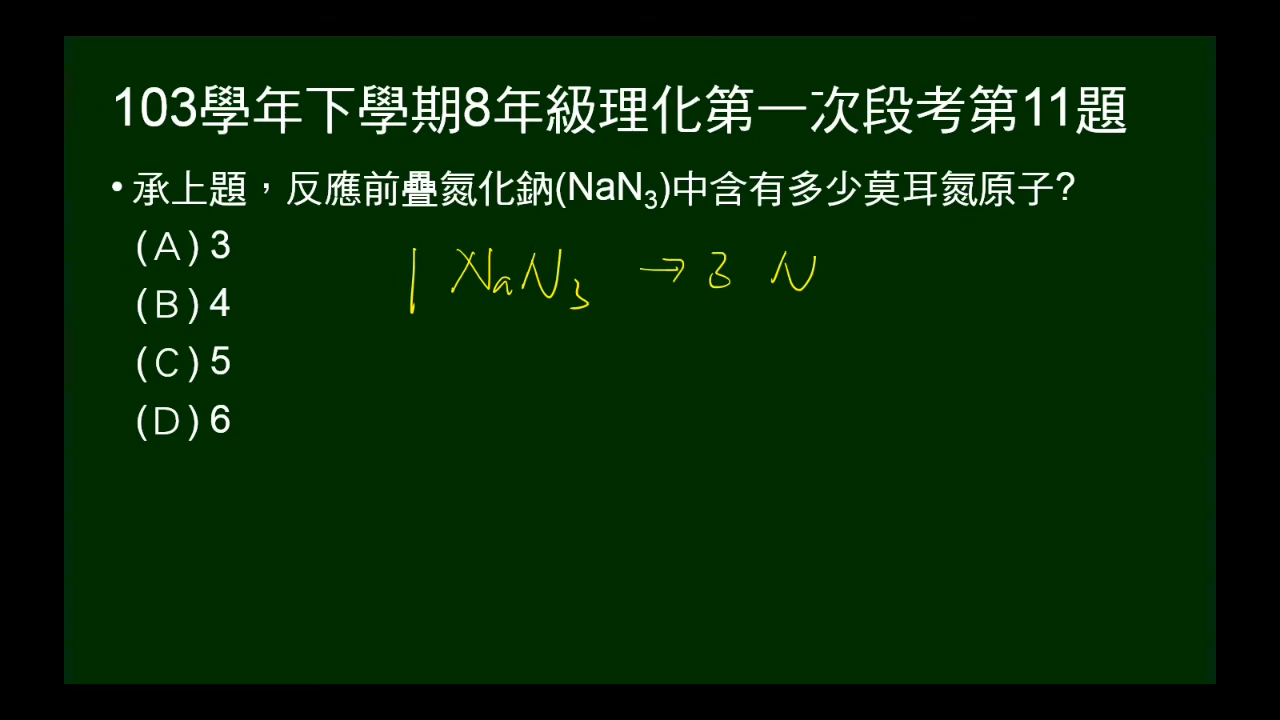 103學年下學期8年級理化第一次段考第11題
• 承上題，反應前疊氮化鈉(NaN₃)中含有多少莫耳氮原子?
(A) 3
(B) 4
(C) 5
(D) 6
1 NaN₃ → 3 N